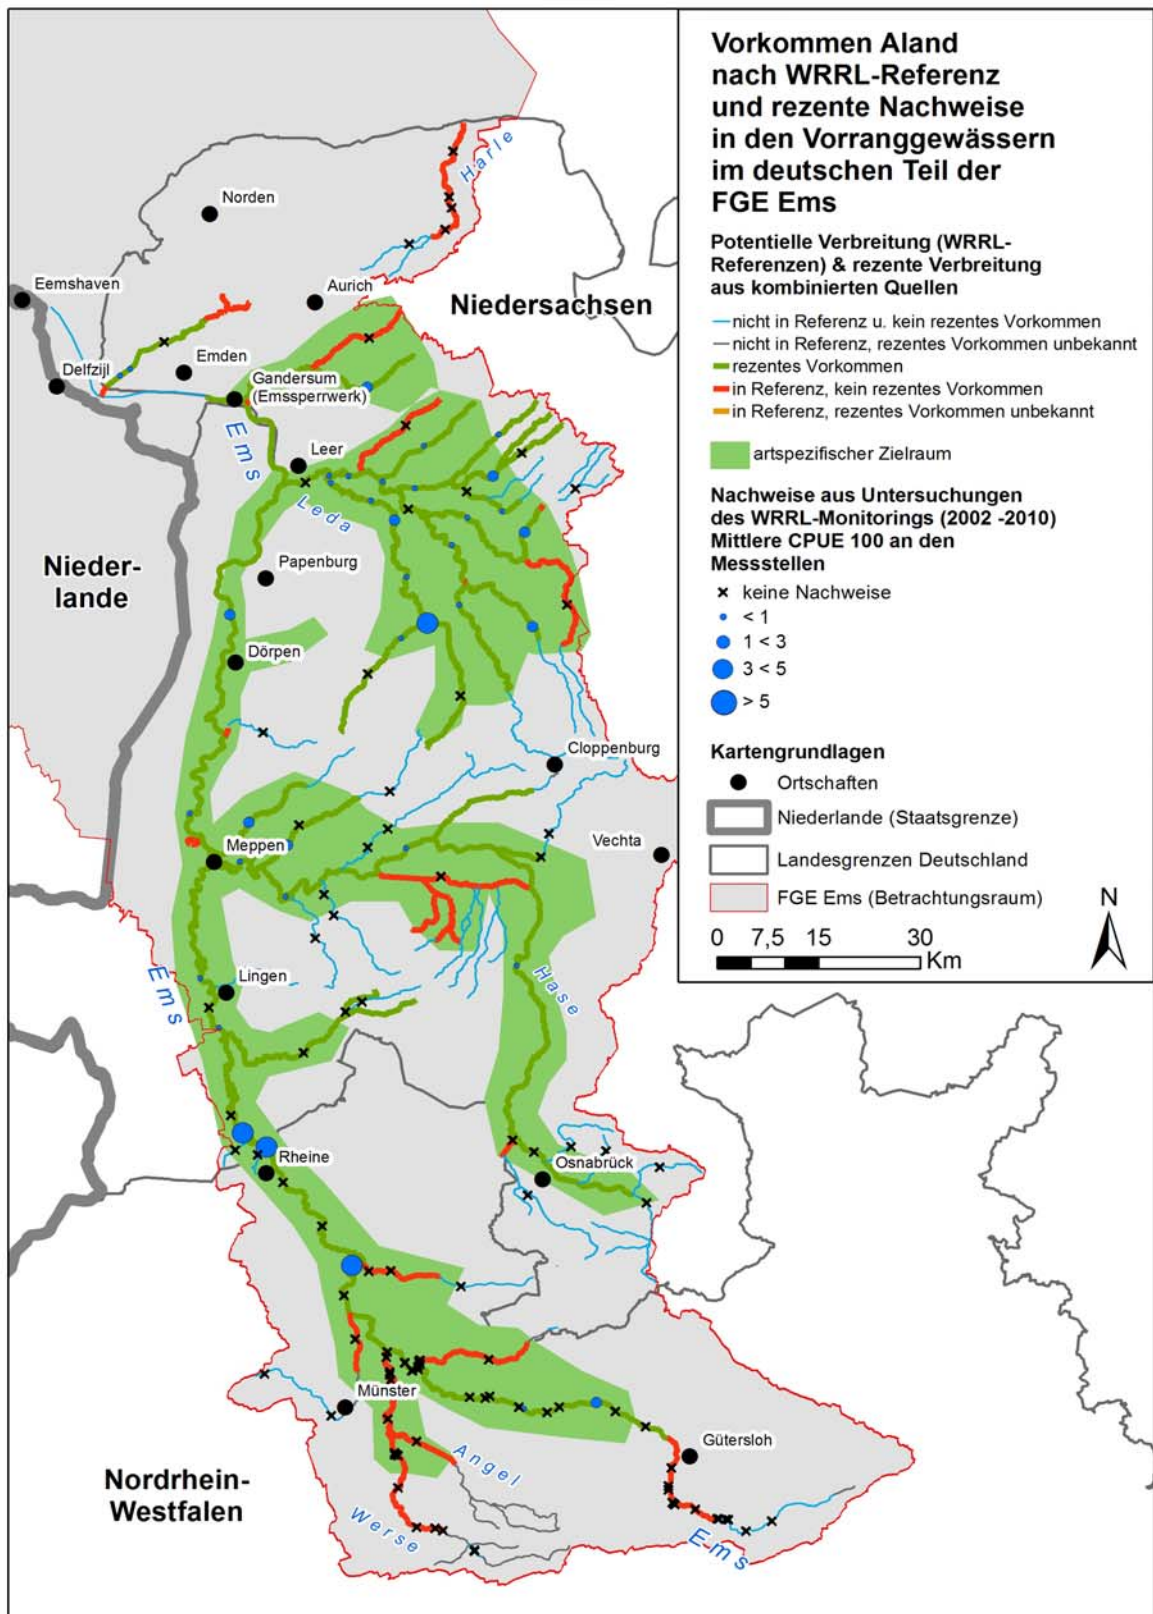 Vorkommen Aland
nach WRRL-Referenz
und rezente Nachweise
in den Vorranggewässern
im deutschen Teil der
FGE Ems
Potentielle Verbreitung (WRRL-
Referenzen) & rezente Verbreitung
aus kombinierten Quellen
nicht in Referenz u. kein rezentes Vorkommen
nicht in Referenz, rezentes Vorkommen unbekannt
rezentes Vorkommen
in Referenz, kein rezentes Vorkommen
in Referenz, rezentes Vorkommen unbekannt
artspezifischer Zielraum
Nachweise aus Untersuchungen
des WRRL-Monitorings (2002 -2010)
Mittlere CPUE 100 an den
Messstellen
keine Nachweise
< 1
1 < 3
3 < 5
> 5
Kartengrundlagen
Ortschaften
Niederlande (Staatsgrenze)
Landesgrenzen Deutschland
FGE Ems (Betrachtungsraum)
N
0 7,5 15 30
Km
Harle
Norden
Eemshaven
Aurich
Niedersachsen
Delfzijl
Emden
Gandersum
(Emssperrwerk)
Ems
Leer
Leda
Papenburg
Nieder-
lande
Dörpen
Cloppenburg
Meppen
Vechta
Lingen
Ems
Hase
Rheine
Osnabrück
Münster
Gütersloh
Angel
Nordrhein-
Westfalen
Werse
Ems